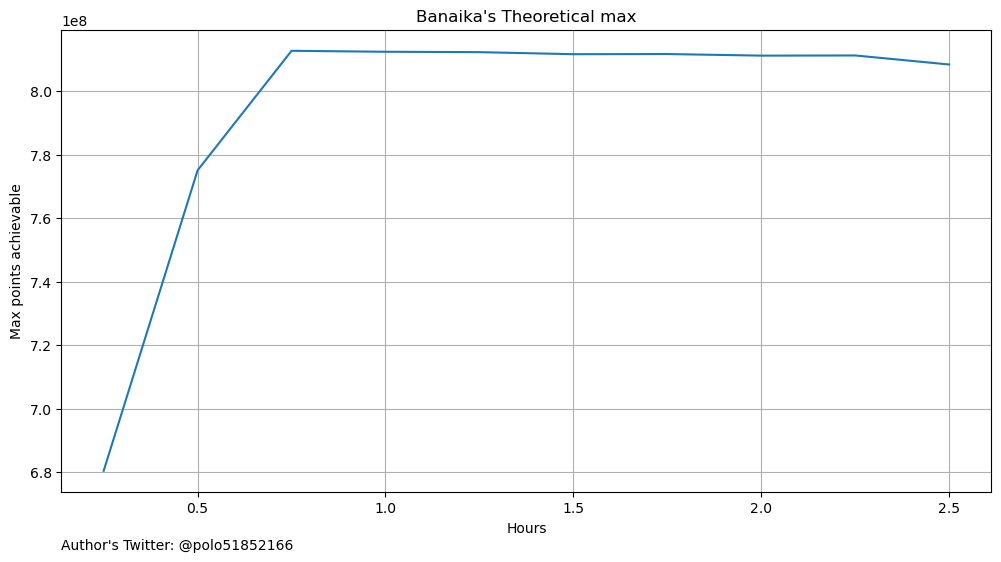 Banaika's Theoretical max
1e8
Max points achievable
8.0
7.8
7.6
7.4
7.2
7.0
6.8
0.5 1.0 1.5 2.0 2.5
Hours
Author's Twitter: @polo51852166